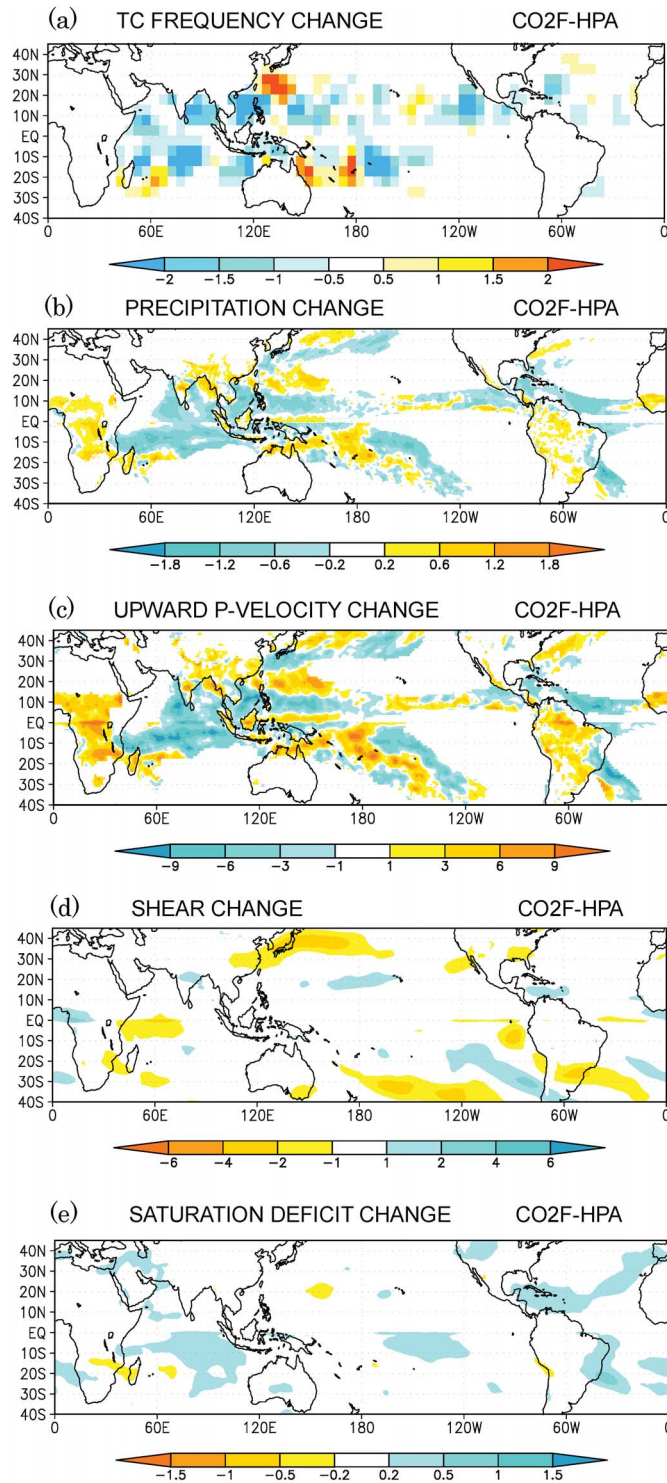 (a) TC FREQUENCY CHANGE CO2F-HPA
40N
30N
20N
10N
EQ
10S
20S
30S
40S
60E 120E 180 120W 60W 0
-2 -1.5 -1 -0.5 0.5 1 1.5 2
(b) PRECIPITATION CHANGE CO2F-HPA
40N
30N
20N
10N
EQ
10S
20S
30S
40S
0 60E 120E 180 120W 60W 0
-1.8 -1.2 -0.6 -0.2 0.2 0.6 1.2 1.8
(c) UPWARD P-VELOCITY CHANGE CO2F-HPA
40N
30N
20N
10N
EQ
10S
20S
30S
40S
0 60E 120E 180 120W 60W 0
-9 -6 -3 -1 1 3 6 9
(d) SHEAR CHANGE CO2F-HPA
40N
30N
20N
10N
EQ
10S
20S
30S
40S
0 60E 120E 180 120W 60W 0
-6 -4 -2 -1 1 2 4 6
(e) SATURATION DEFICIT CHANGE CO2F-HPA
40N
30N
20N
10N
EQ
10S
20S
30S
40S
0 60E 120E 180 120W 60W 0
-1.5 -1 -0.5 -0.2 0.2 0.5 1 1.5